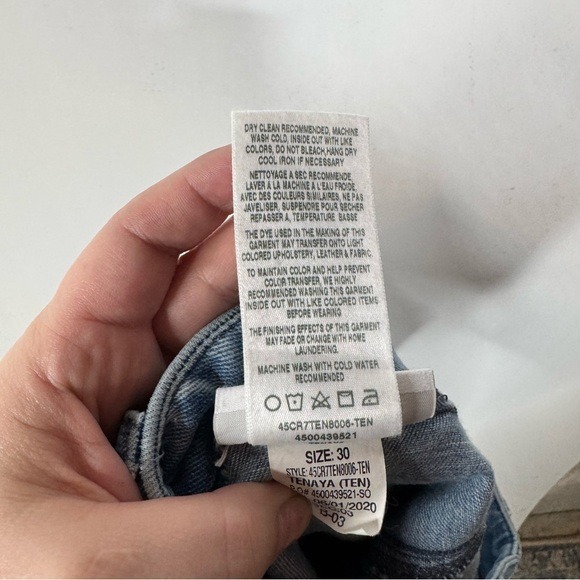 DRY CLEAN RECOMMENDED, MACHINE
WASH COLD, INSIDE OUT WITH LIKE
COLORS, DO NOT BLEACH,HANG DRY
COOL IRON IF NECESSARY
NETTOYAGE A SEC RECOMMENDE,
LAVER À LA MACHINE A L'EAU FROIDE,
AVEC DES COULEURS SIMILAIRES, NE PAS
JAVELISER, SUSPENDRE POUR SECHER
REPASSER A, TEMPERATURE BASSE
THE DYE USED IN THE MAKING OF THIS
GARMENT MAY TRANSFER ONTO LIGHT
COLORED UPHOLSTERY, LEATHER & FABRIC.
TO MAINTAIN COLOR AND HELP PREVENT
COLOR TRANSFER, WE HIGHLY
RECOMMENDED WASHING THIS GARMENT
INSIDE OUT WITH LIKE COLORED ITEMS
BEFORE WEARING
THE FINISHING EFFECTS OF THIS GARMENT
MAY FADE OR CHANGE WITH HOME
LAUNDERING.
MACHINE WASH WITH COLD WATER
RECOMMENDED
45CR7TEN8006-TEN
4500439521
SIZE: 30
STYLE: 45CR7TEN8006-TEN
TENAYA (TEN)
4500439521-SO
01/2020